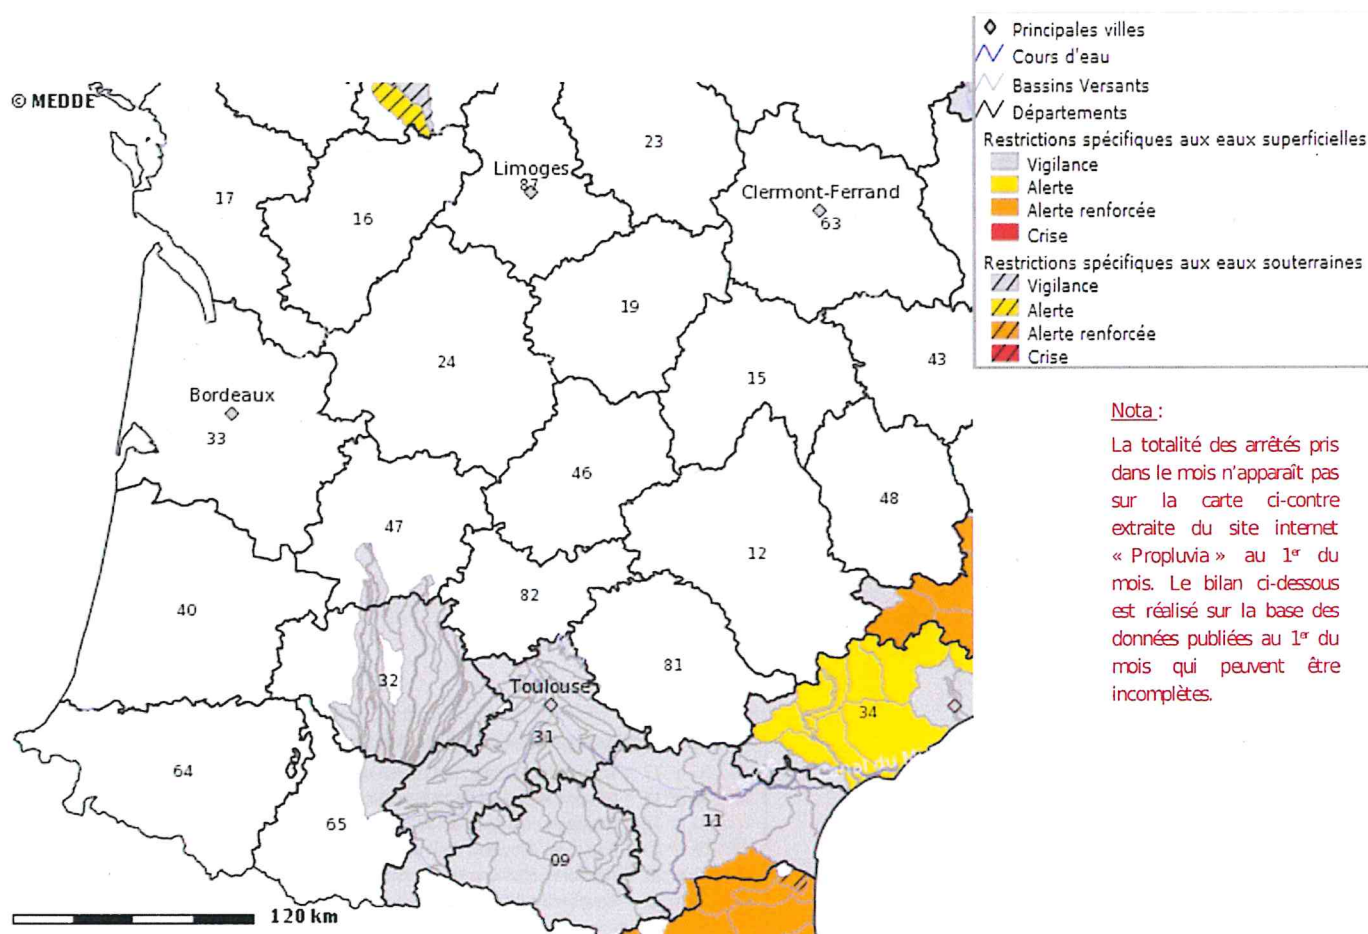 © MEDDE
Principales villes
Cours d'eau
Bassins Versants
Départements
Restrictions spécifiques aux eaux superficielles
Vigilance
Alerte
Alerte renforcée
Crise
Restrictions spécifiques aux eaux souterraines
Vigilance
Alerte
Alerte renforcée
Crise
23
Limoges
87
Clermont-Ferrand
63
17
16
19
43
24
15
Bordeaux
33
46
48
47
12
40
82
81
32
Toulouse
34
31
64
65
11
09
120 km
Nota :
La totalité des arrêtés pris
dans le mois n'apparaît pas
sur la carte ci-contre
extraite du site internet
« Propluvia » au 1er du
mois. Le bilan ci-dessous
est réalisé sur la base des
données publiées au 1er du
mois qui peuvent être
incomplètes.